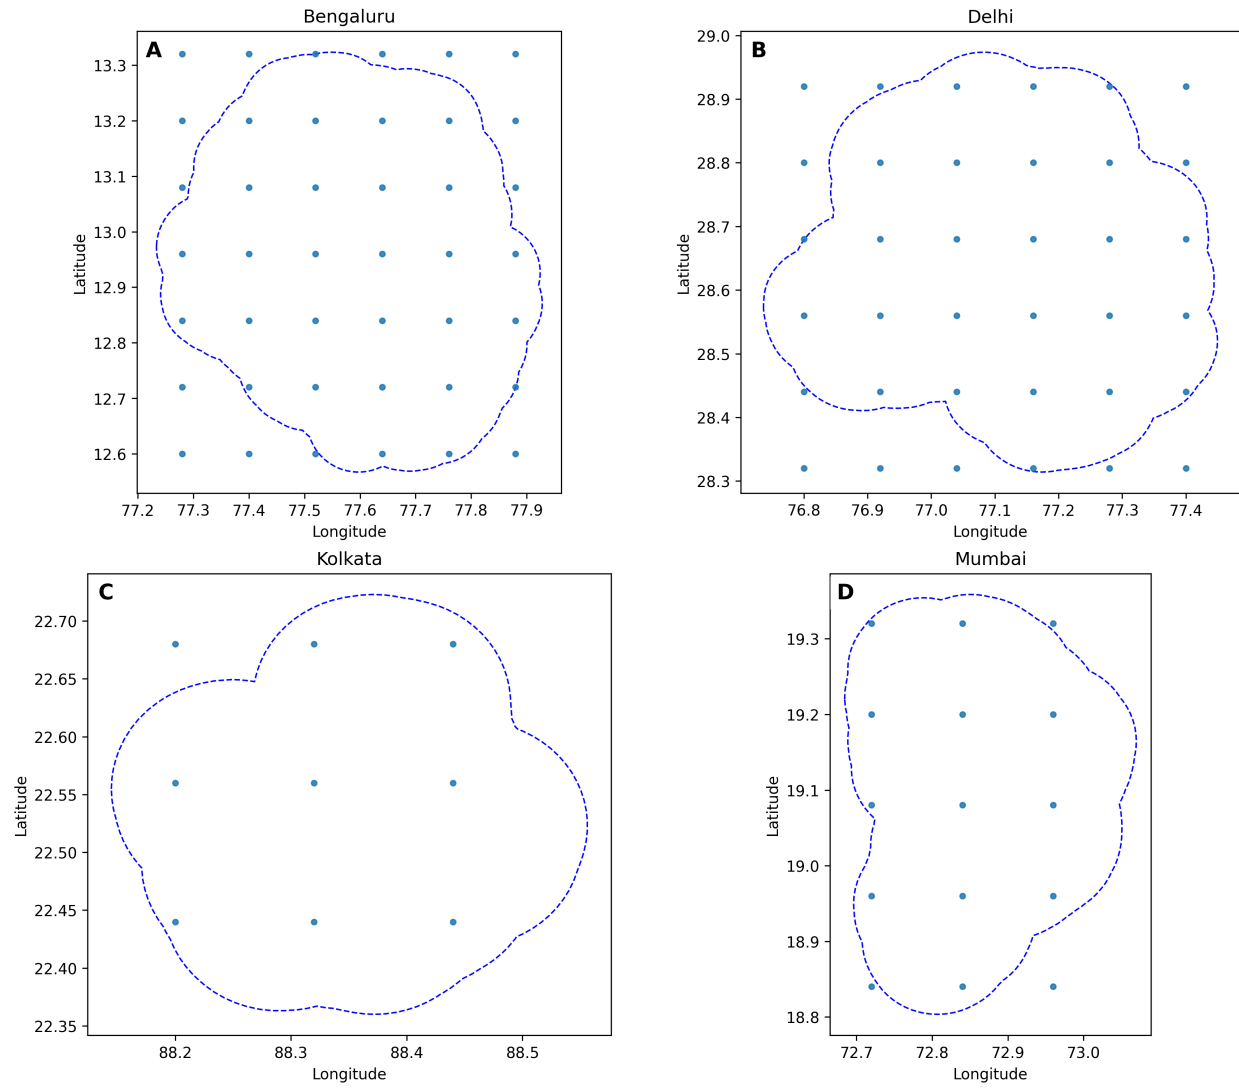 Bengaluru
A
13.3
13.2
13.1
13.0
12.9
12.8
12.7
12.6
Latitude
77.2 77.3 77.4 77.5 77.6 77.7 77.8 77.9
Longitude
Delhi
B
29.0
28.9
28.8
28.7
28.6
28.5
28.4
28.3
Latitude
76.8 76.9 77.0 77.1 77.2 77.3 77.4
Longitude
Kolkata
C
22.70
22.65
22.60
22.55
22.50
22.45
22.40
22.35
Latitude
88.2 88.3 88.4 88.5
Longitude
Mumbai
D
19.3
19.2
19.1
19.0
18.9
18.8
Latitude
72.7 72.8 72.9 73.0
Longitude